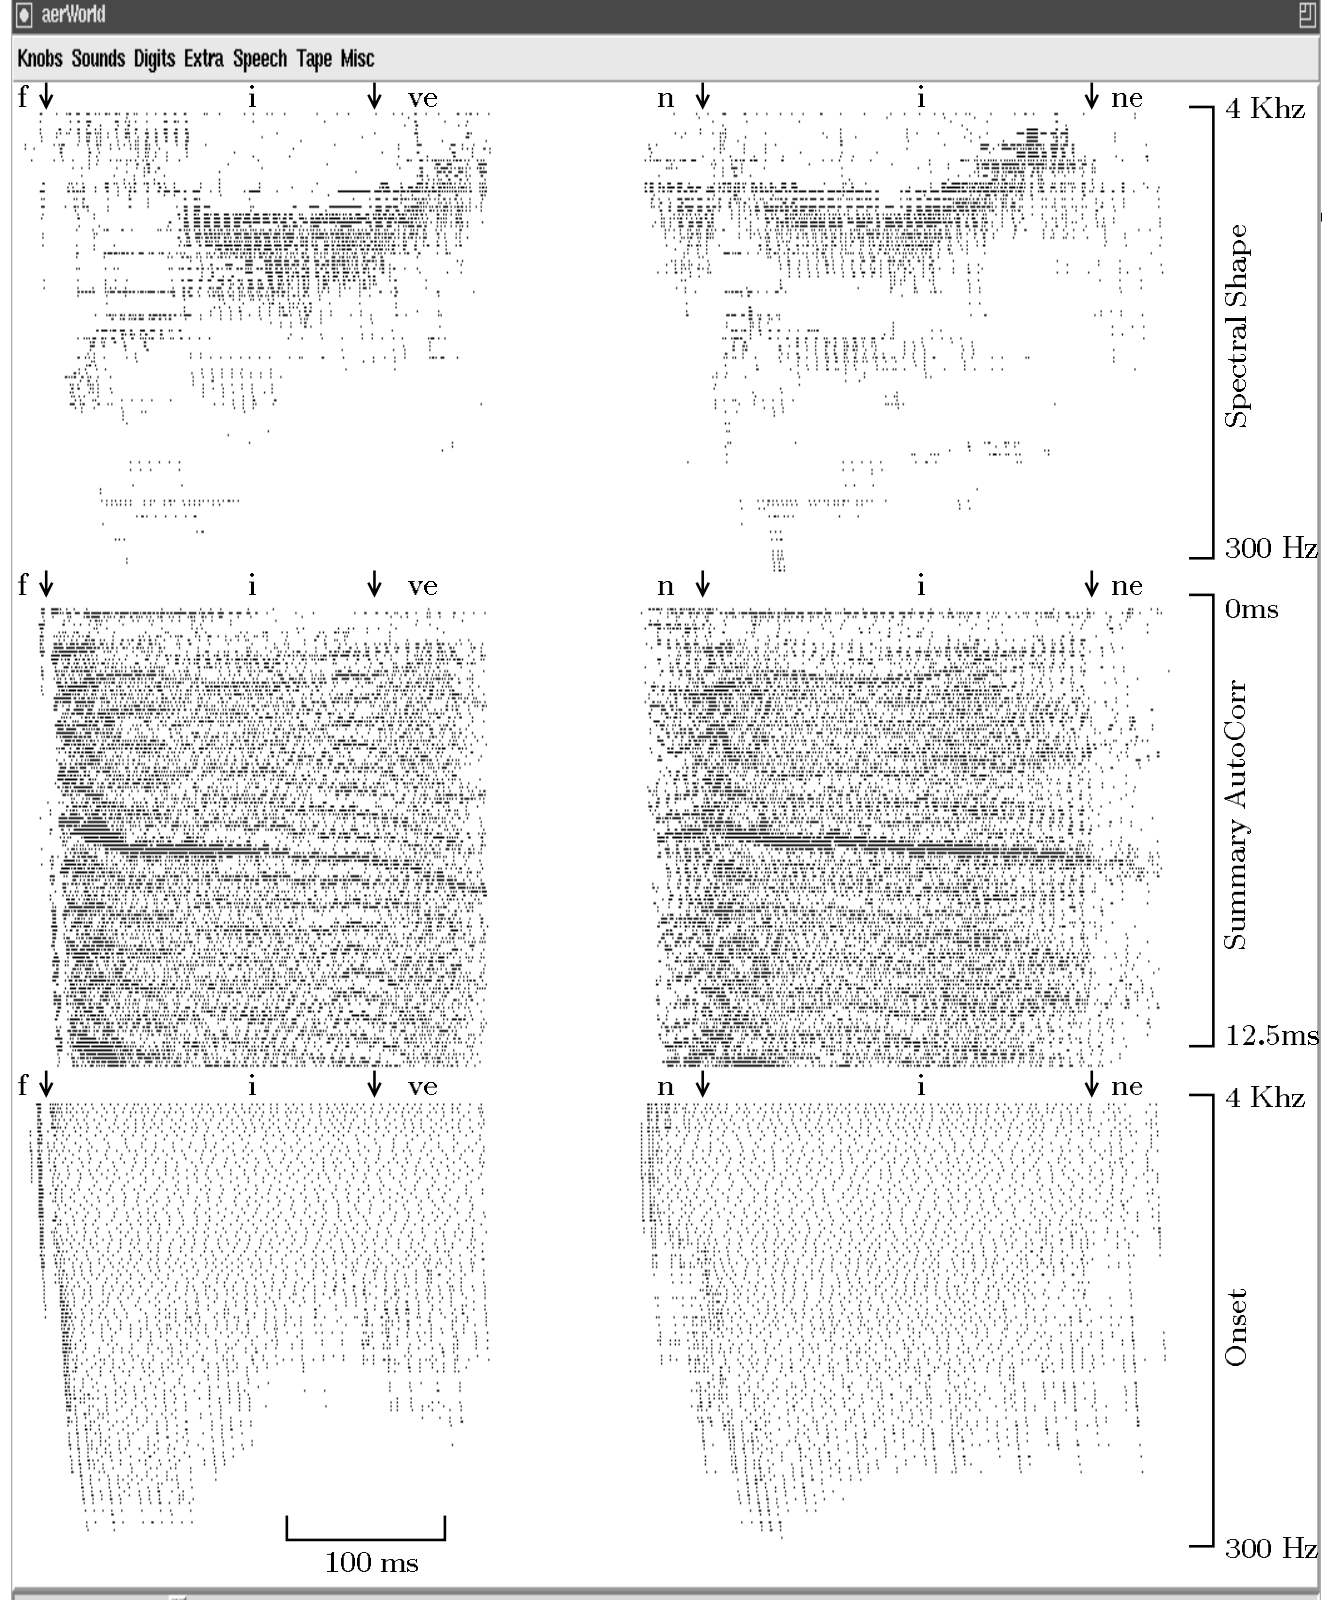 aerWorld
Knobs Sounds Digits Extra Speech Tape Misc
f i ve n i ne
4 Khz
Spectral Shape
300 Hz
f i ve n i ne
0ms
Summary AutoCorr
12.5ms
f i ve n i ne
4 Khz
Onset
300 Hz
100 ms